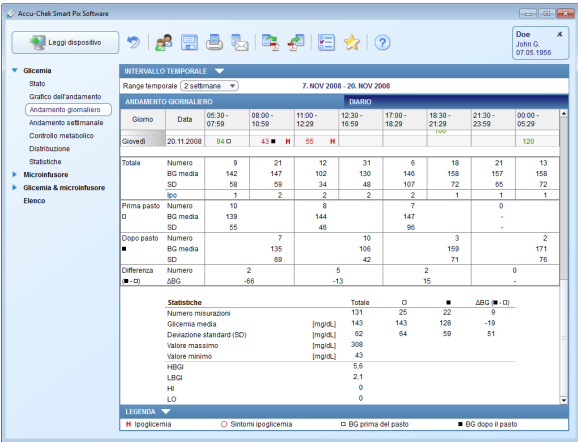 Accu-Chek Smart Pix Software
Leggi dispositivo
Doe X
John G.
07.05.1956
Glicemia
Stato
Grafico dell'andamento
Andamento giornaliero
Andamento settimanale
Controllo metabolico
Distribuzione
Statistiche
Microinfusore
Glicemia & microinfusore
Elenco
INTERVALLO TEMPORALE
Range temporale 2 settimane 7. NOV 2008 - 20. NOV 2008
ANDAMENTO GIORNALIERO DIARIO
Giorno Data 05:30 - 07:59 08:00 - 10:59 11:00 - 12:29 12:30 - 16:59 17:00 - 18:29 18:30 - 21:29 21:30 - 23:59 00:00 - 05:29
100
Giovedì 20.11.2008 94 □ 43 ■ H 55 H 120
Totale Numero 9 21 12 31 6 18 21 13
BG media 142 147 102 130 146 158 157 158
SD 58 59 34 48 107 72 65 72
Ipo 1 2 2 2 2 1 1 1
Prima pasto Numero 10 8 7 0
□ BG media 139 144 147 -
SD 55 46 96 -
Dopo pasto Numero 7 10 3 2
■ BG media 135 106 159 171
SD 69 42 71 76
Differenza Numero 2 5 2 0
(■ - □) ΔBG -66 -13 15 -
Statistiche Totale □ ■ ΔBG (■ - □)
Numero misurazioni 131 25 22 9
Glicemia media [mg/dL] 143 143 128 -19
Deviazione standard (SD) [mg/dL] 62 64 59 51
Valore massimo [mg/dL] 308
Valore minimo [mg/dL] 43
HBGI 5,6
LBGI 2,1
HI 0
LO 0
LEGENDA
H Ipoglicemia ○ Sintomi ipoglicemia □ BG prima del pasto ■ BG dopo il pasto